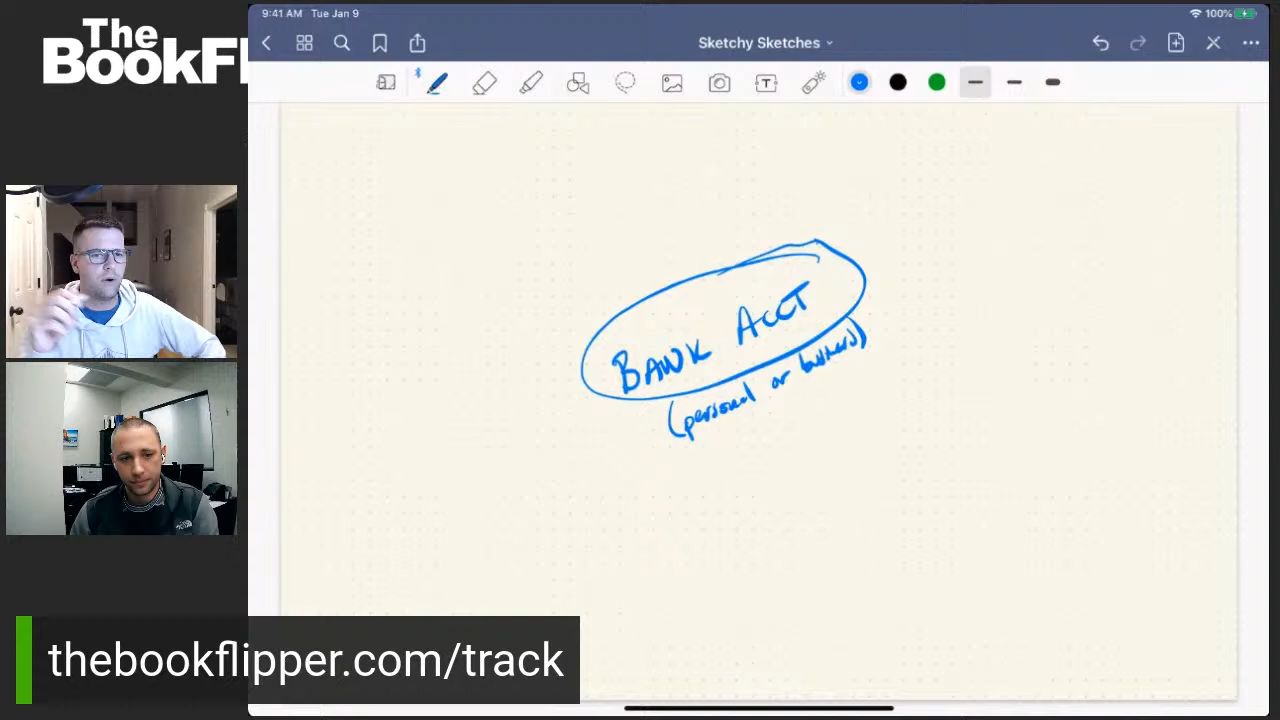 The
BookFl
9:41 AM Tue Jan 9
100%
Sketchy Sketches
T
BANK ACCT
(personal or business)
thebookflipper.com/track